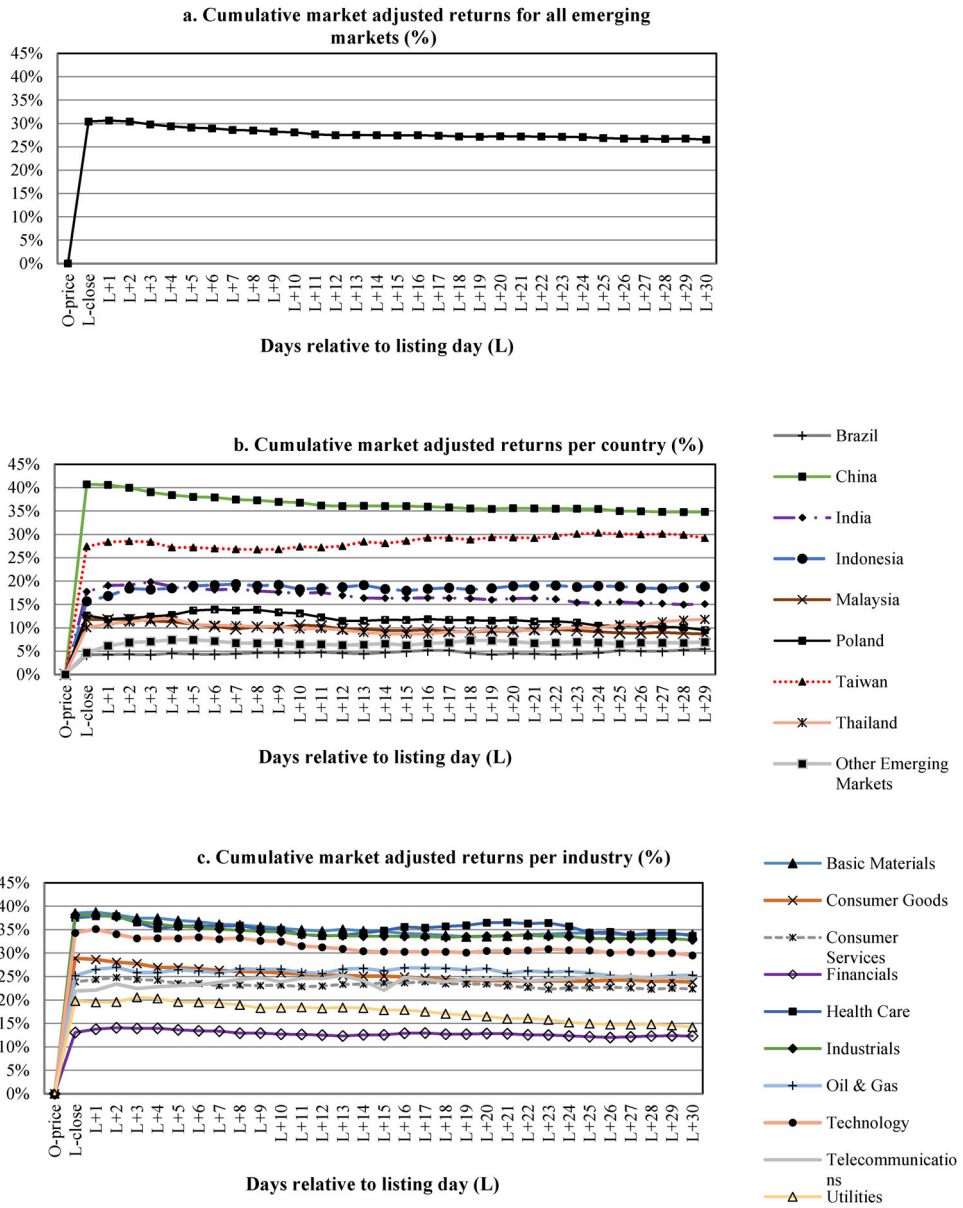 a. Cumulative market adjusted returns for all emerging
markets (%)
45%
40%
35%
30%
25%
20%
15%
10%
5%
0%
O-price
L-close
L+1
L+2
L+3
L+4
L+5
L+6
L+7
L+8
L+9
L+10
L+11
L+12
L+13
L+14
L+15
L+16
L+17
L+18
L+19
L+20
L+21
L+22
L+23
L+24
L+25
L+26
L+27
L+28
L+29
L+30
Days relative to listing day (L)
b. Cumulative market adjusted returns per country (%)
45%
40%
35%
30%
25%
20%
15%
10%
5%
0%
O-price
L-close
L+1
L+2
L+3
L+4
L+5
L+6
L+7
L+8
L+9
L+10
L+11
L+12
L+13
L+14
L+15
L+16
L+17
L+18
L+19
L+20
L+21
L+22
L+23
L+24
L+25
L+26
L+27
L+28
L+29
Days relative to listing day (L)
Brazil
China
India
Indonesia
Malaysia
Poland
Taiwan
Thailand
Other Emerging
Markets
c. Cumulative market adjusted returns per industry (%)
45%
40%
35%
30%
25%
20%
15%
10%
5%
0%
O-price
L-close
L+1
L+2
L+3
L+4
L+5
L+6
L+7
L+8
L+9
L+10
L+11
L+12
L+13
L+14
L+15
L+16
L+17
L+18
L+19
L+20
L+21
L+22
L+23
L+24
L+25
L+26
L+27
L+28
L+29
L+30
Days relative to listing day (L)
Basic Materials
Consumer Goods
Consumer
Services
Financials
Health Care
Industrials
Oil & Gas
Technology
Telecommunicatio
ns
Utilities